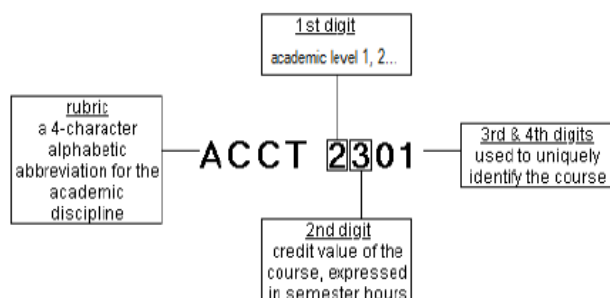 1st digit
academic level 1, 2...
rubric
a 4-character
alphabetic
abbreviation for the
academic
discipline
ACCT 2301
3rd & 4th digits
used to uniquely
identify the course
2nd digit
credit value of the
course, expressed
in semester hours